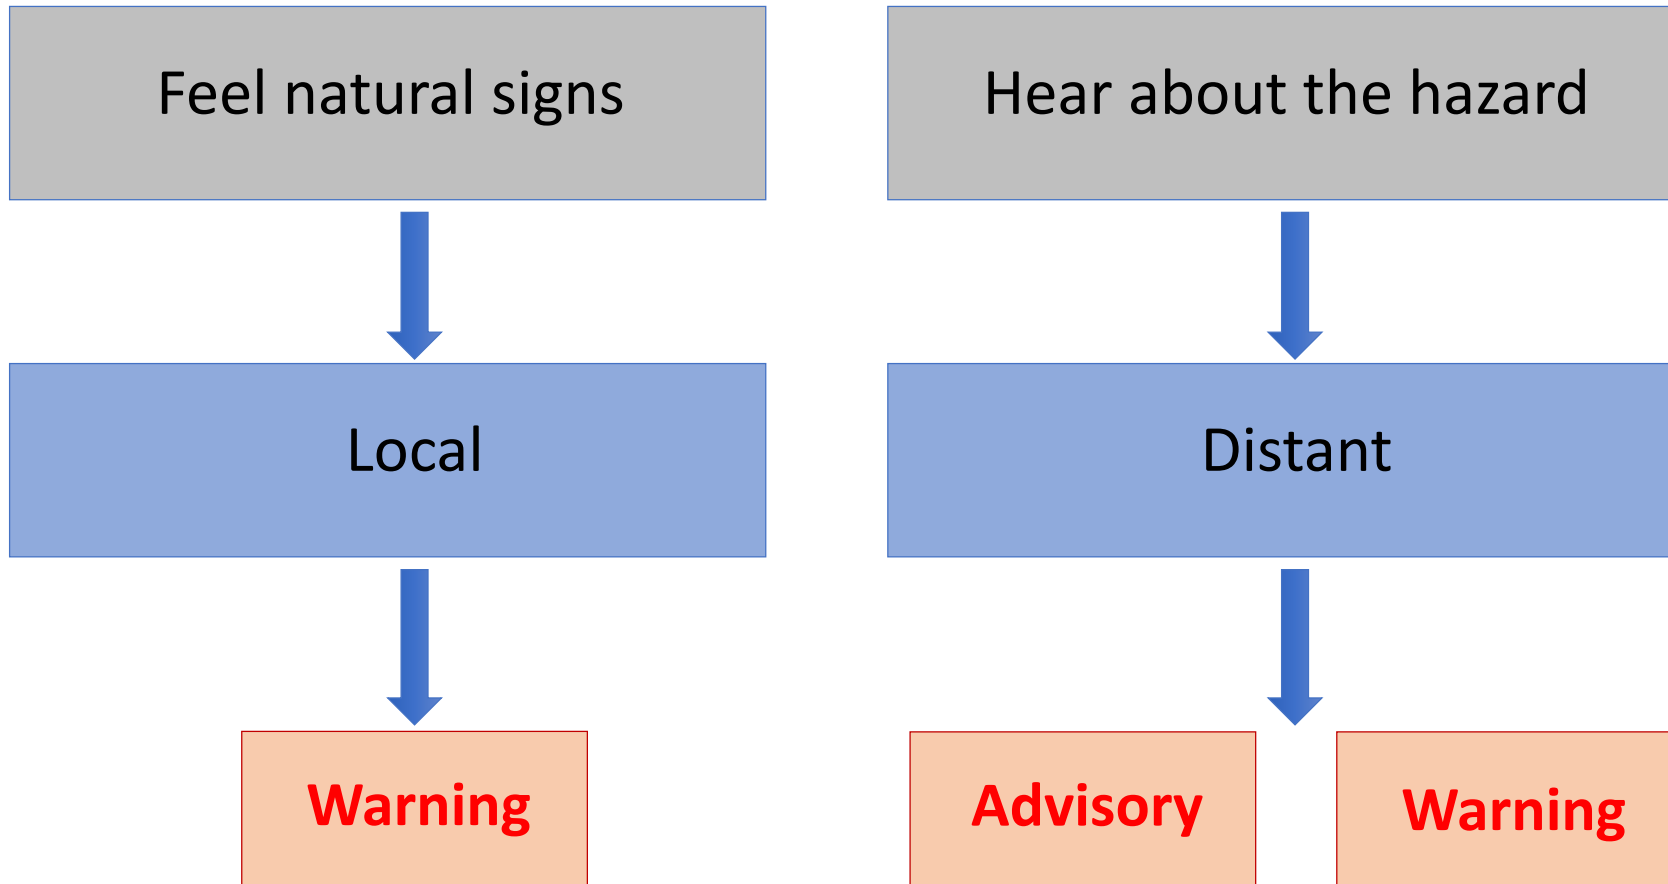 Feel natural signs
Hear about the hazard
Local
Distant
Warning
Advisory
Warning